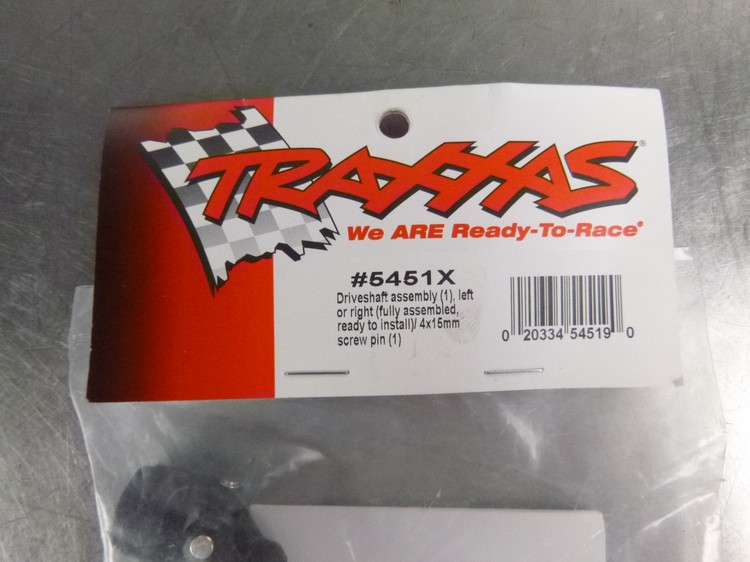 TRAXXAS®
We ARE Ready-To-Race®
#5451X
Driveshaft assembly (1), left
or right (fully assembled,
ready to install)/ 4x15mm
screw pin (1)
0 20334 54519 0